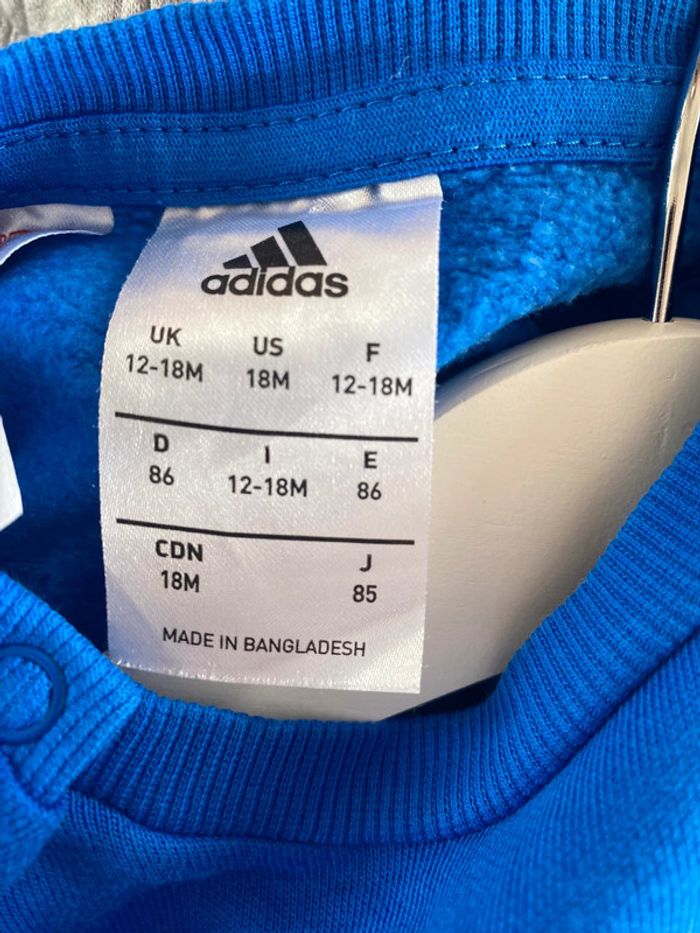 adidas
UK US F
12-18M 18M 12-18M
D I E
86 12-18M 86
CDN J
18M 85
MADE IN BANGLADESH